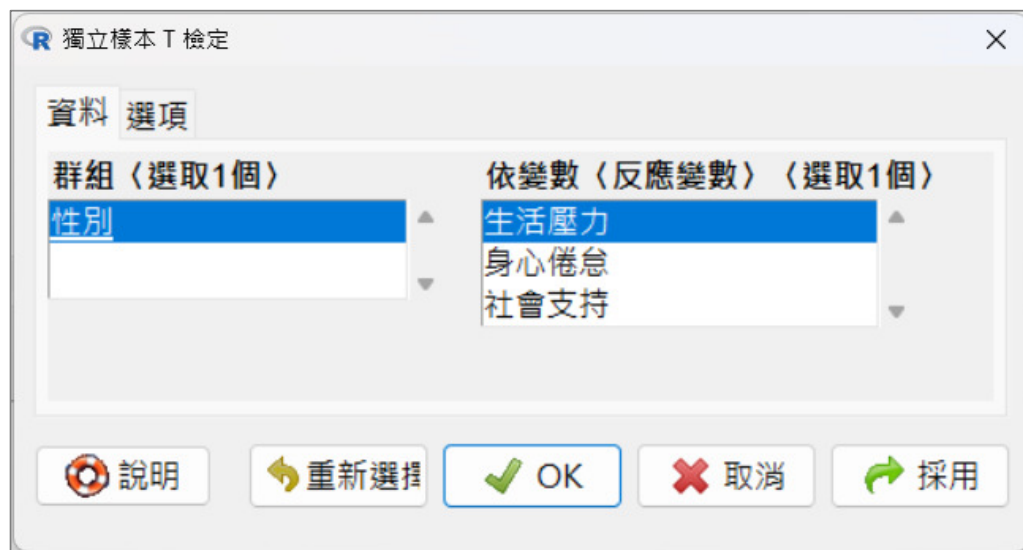 獨立樣本 T 檢定
資料 選項
群組〈選取1個〉 依變數〈反應變數〉〈選取1個〉
性別 生活壓力
身心倦怠
社會支持
說明 重新選擇 OK 取消 採用